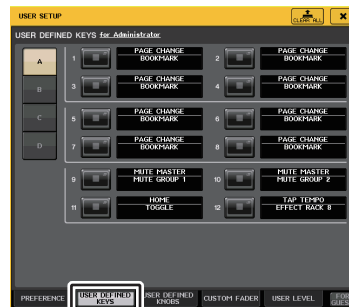 USER SETUP
CLEAR ALL
USER DEFINED KEYS for Administrator
A
B
C
D
1 PAGE CHANGE
BOOKMARK
2 PAGE CHANGE
BOOKMARK
3 PAGE CHANGE
BOOKMARK
4 PAGE CHANGE
BOOKMARK
5 PAGE CHANGE
BOOKMARK
6 PAGE CHANGE
BOOKMARK
7 PAGE CHANGE
BOOKMARK
8 PAGE CHANGE
BOOKMARK
9 MUTE MASTER
MUTE GROUP 1
10 MUTE MASTER
MUTE GROUP 2
11 HOME
TOGGLE
12 TAP TEMPO
EFFECT RACK 8
PREFERENCE
USER DEFINED
KEYS
USER DEFINED
KNOBS
CUSTOM FADER
USER LEVEL
FOR
GUES